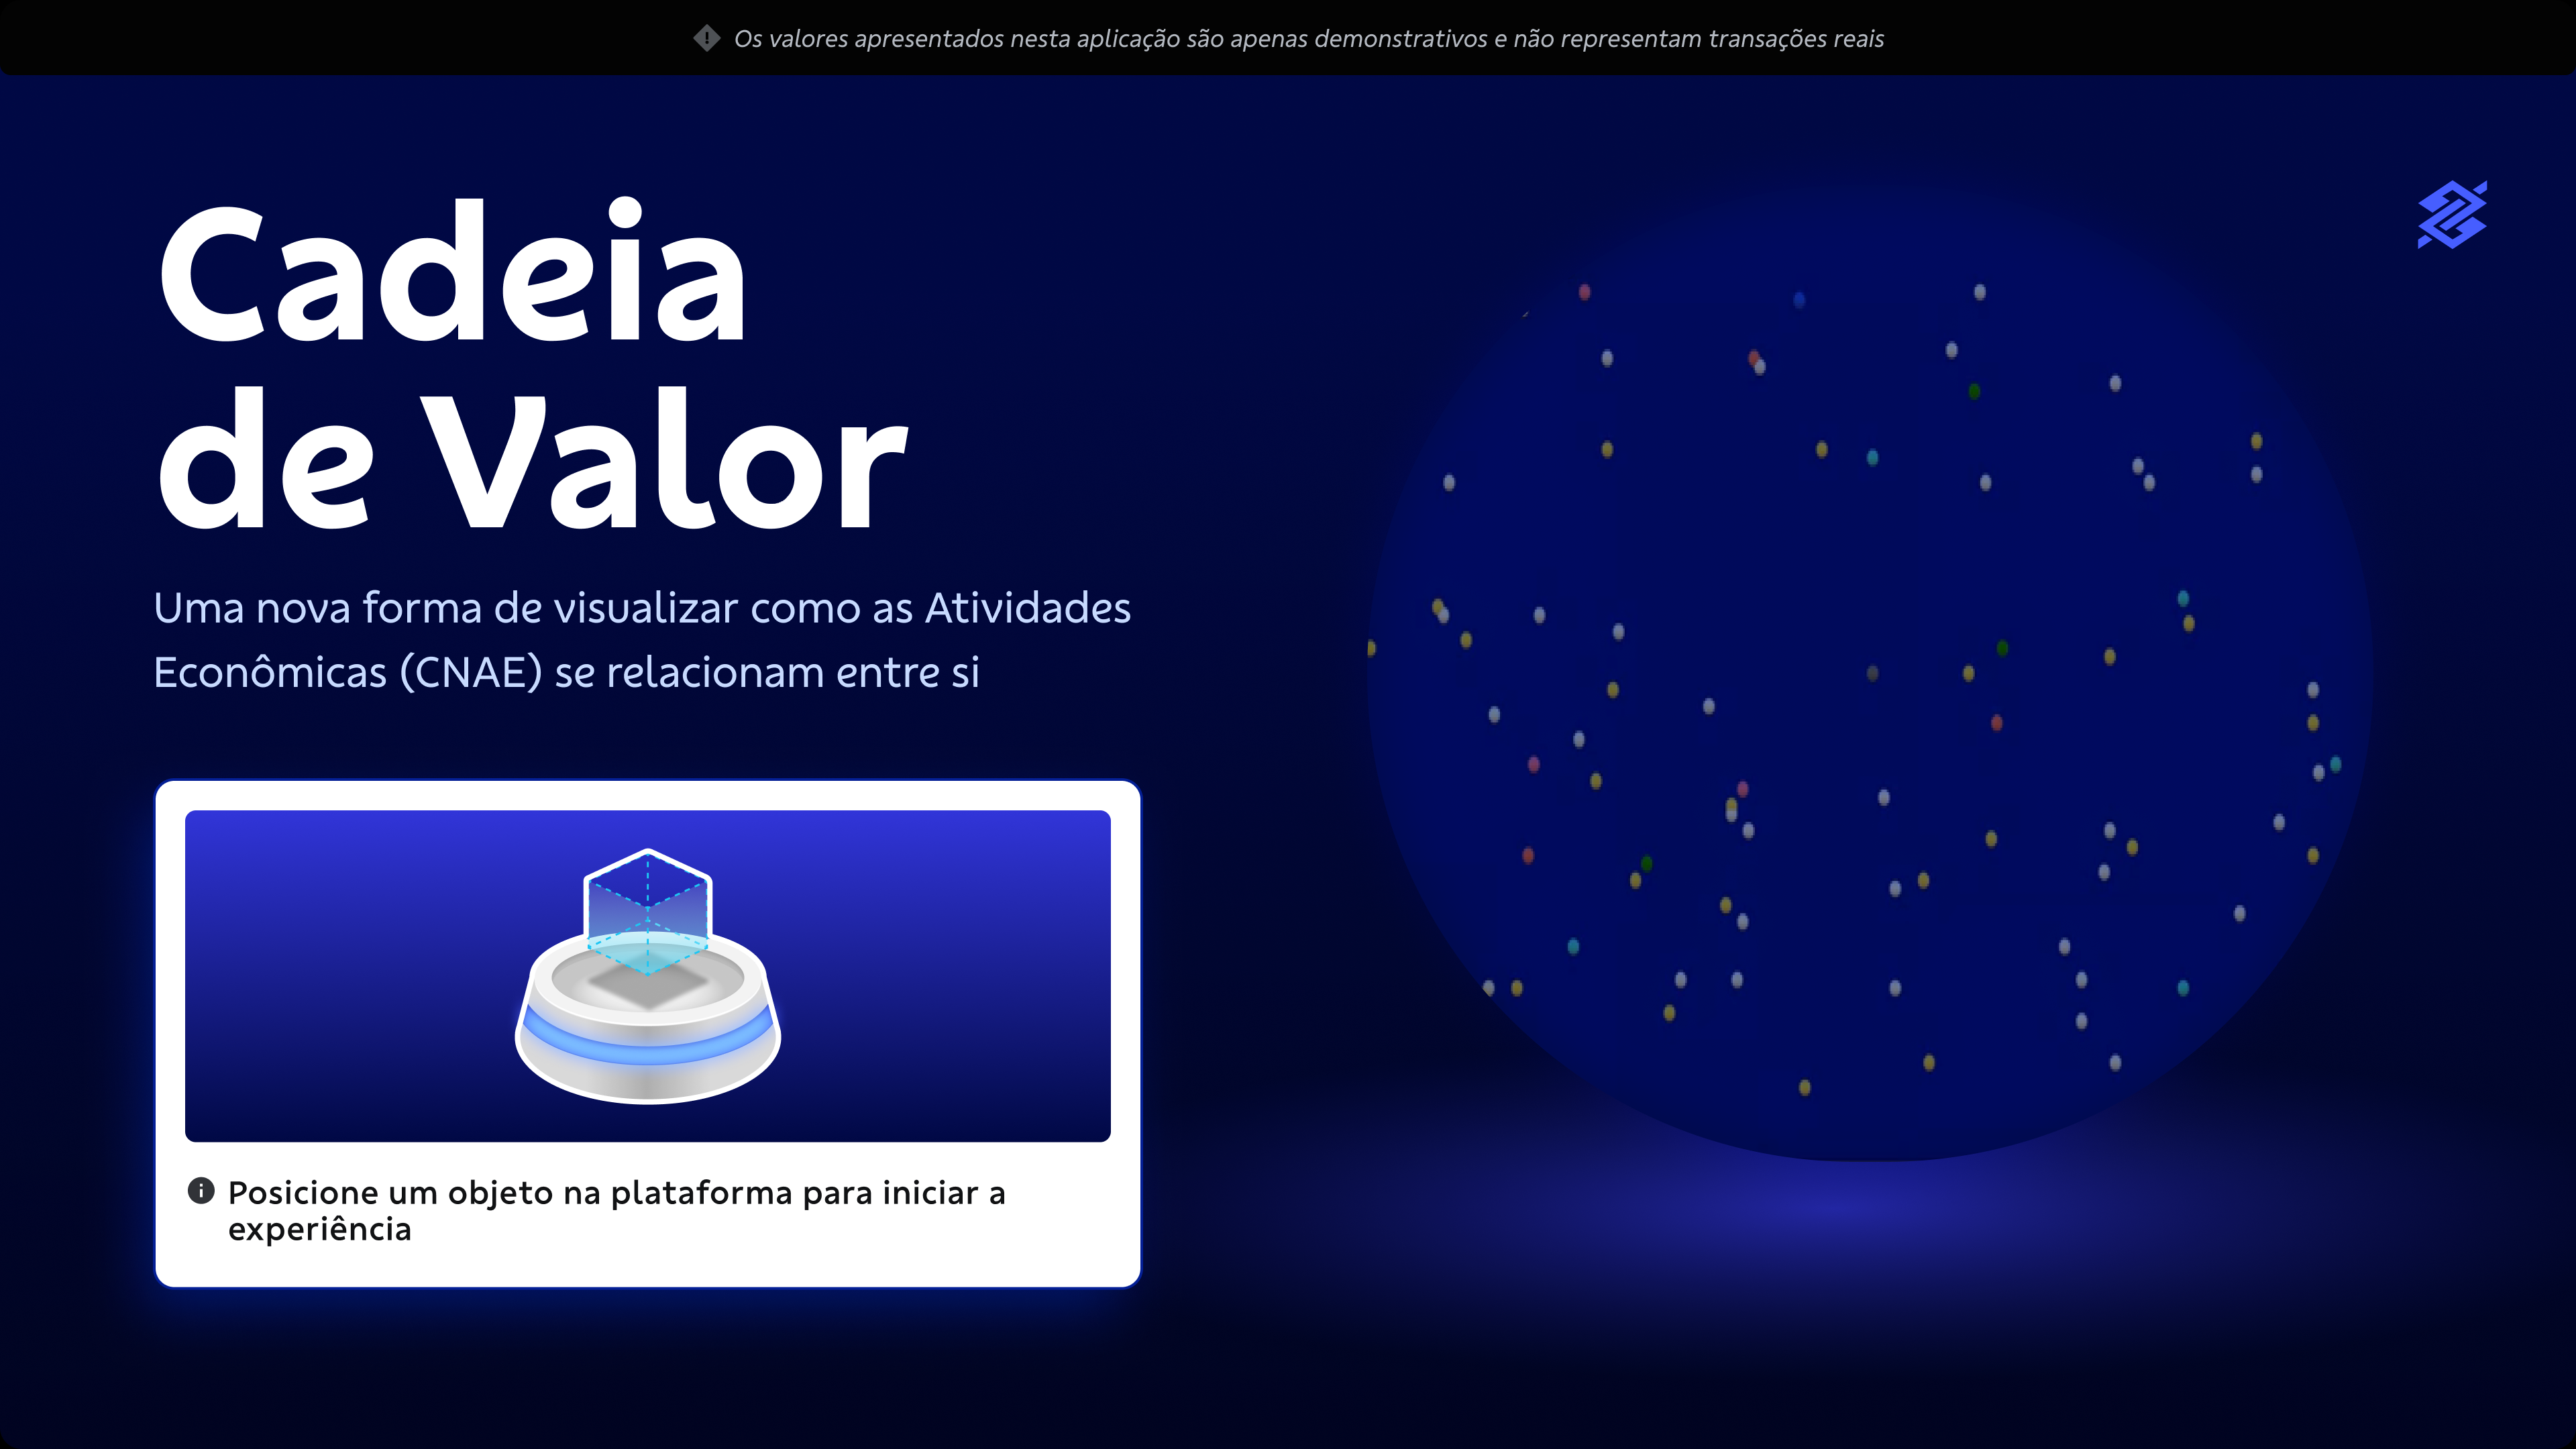 Os valores apresentados nesta aplicação são apenas demonstrativos e não representam transações reais
Cadeia
de Valor
Uma nova forma de visualizar como as Atividades
Econômicas (CNAE) se relacionam entre si
Posicione um objeto na plataforma para iniciar a
experiência